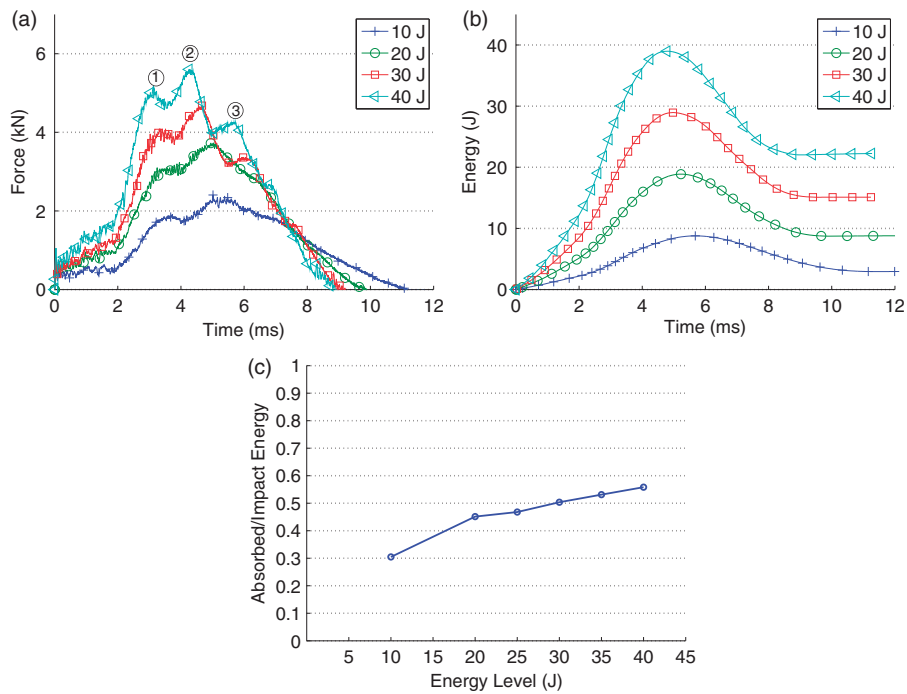 (a)
10 J
20 J
30 J
40 J
①
②
③
6
4
2
0
Force (kN)
0 2 4 6 8 10 12
Time (ms)
(b)
10 J
20 J
30 J
40 J
40
30
20
10
0
Energy (J)
0 2 4 6 8 10 12
Time (ms)
(c)
1
0.9
0.8
0.7
0.6
0.5
0.4
0.3
0.2
0.1
0
Absorbed/Impact Energy
5 10 15 20 25 30 35 40 45
Energy Level (J)